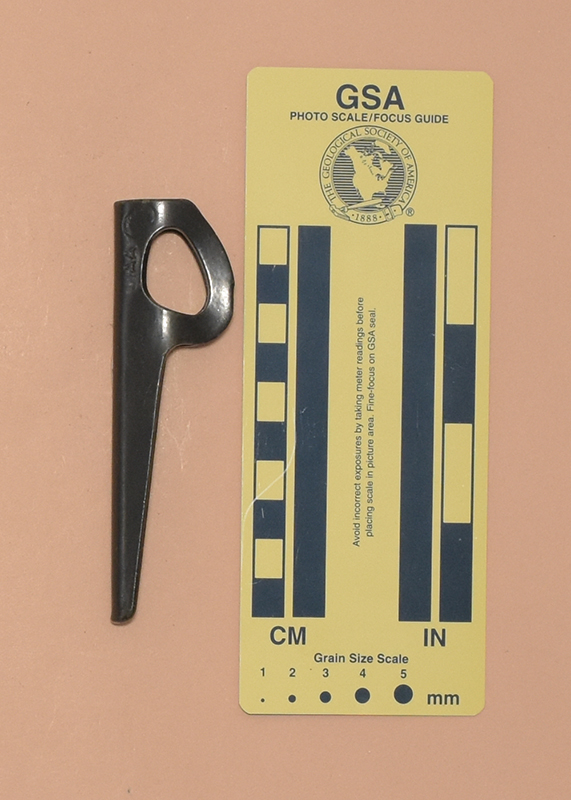 GSA
PHOTO SCALE/FOCUS GUIDE
THE GEOLOGICAL SOCIETY OF AMERICA
·1888·
®
Avoid incorrect exposures by taking meter readings before
placing scale in picture area. Fine-focus on GSA seal.
CM IN
Grain Size Scale
1 2 3 4 5
mm